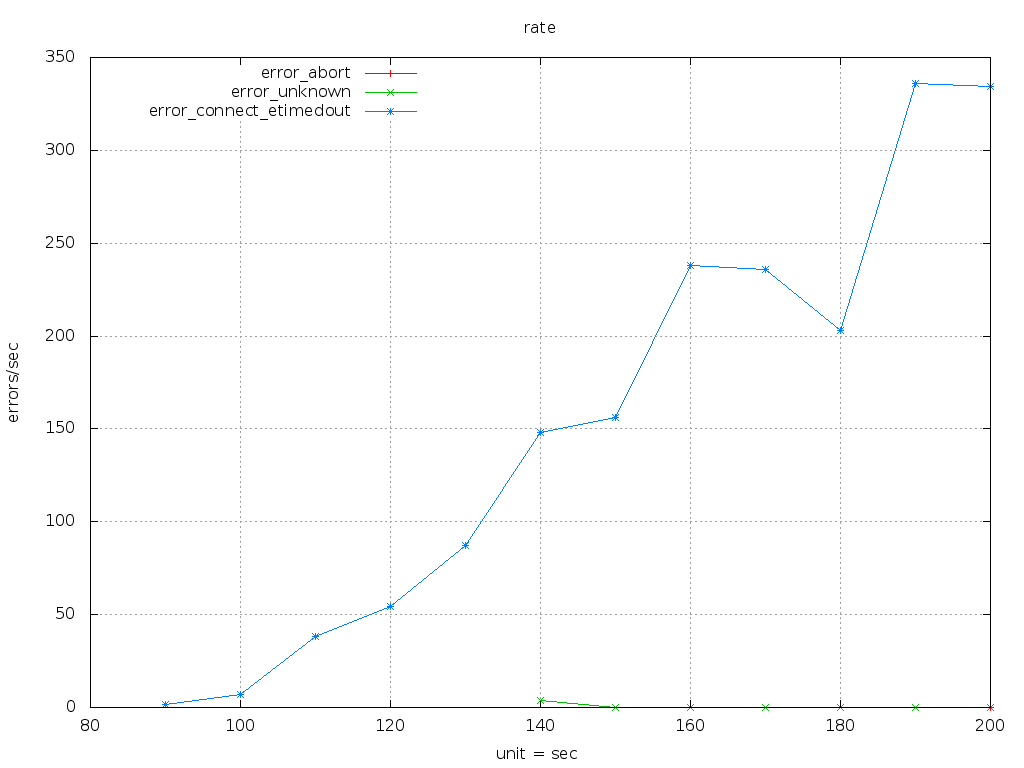 rate
350
300
250
200
150
100
50
0
errors/sec
error_abort
error_unknown
error_connect_etimedout
80 100 120 140 160 180 200
unit = sec